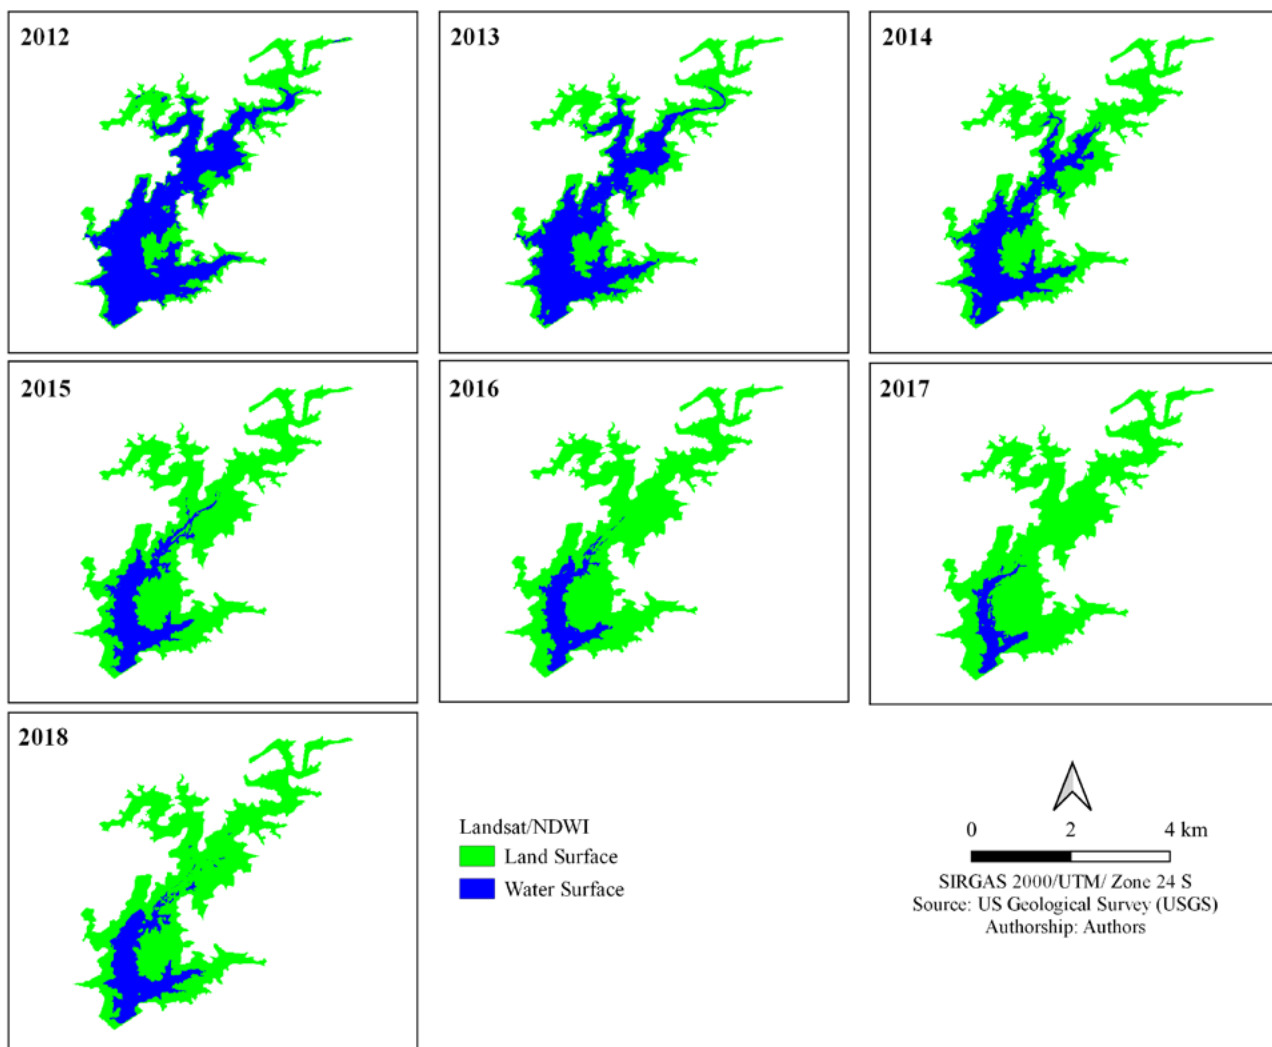 2012
2013
2014
2015
2016
2017
2018
Landsat/NDWI
Land Surface
Water Surface
0 2 4 km
SIRGAS 2000/UTM/ Zone 24 S
Source: US Geological Survey (USGS)
Authorship: Authors